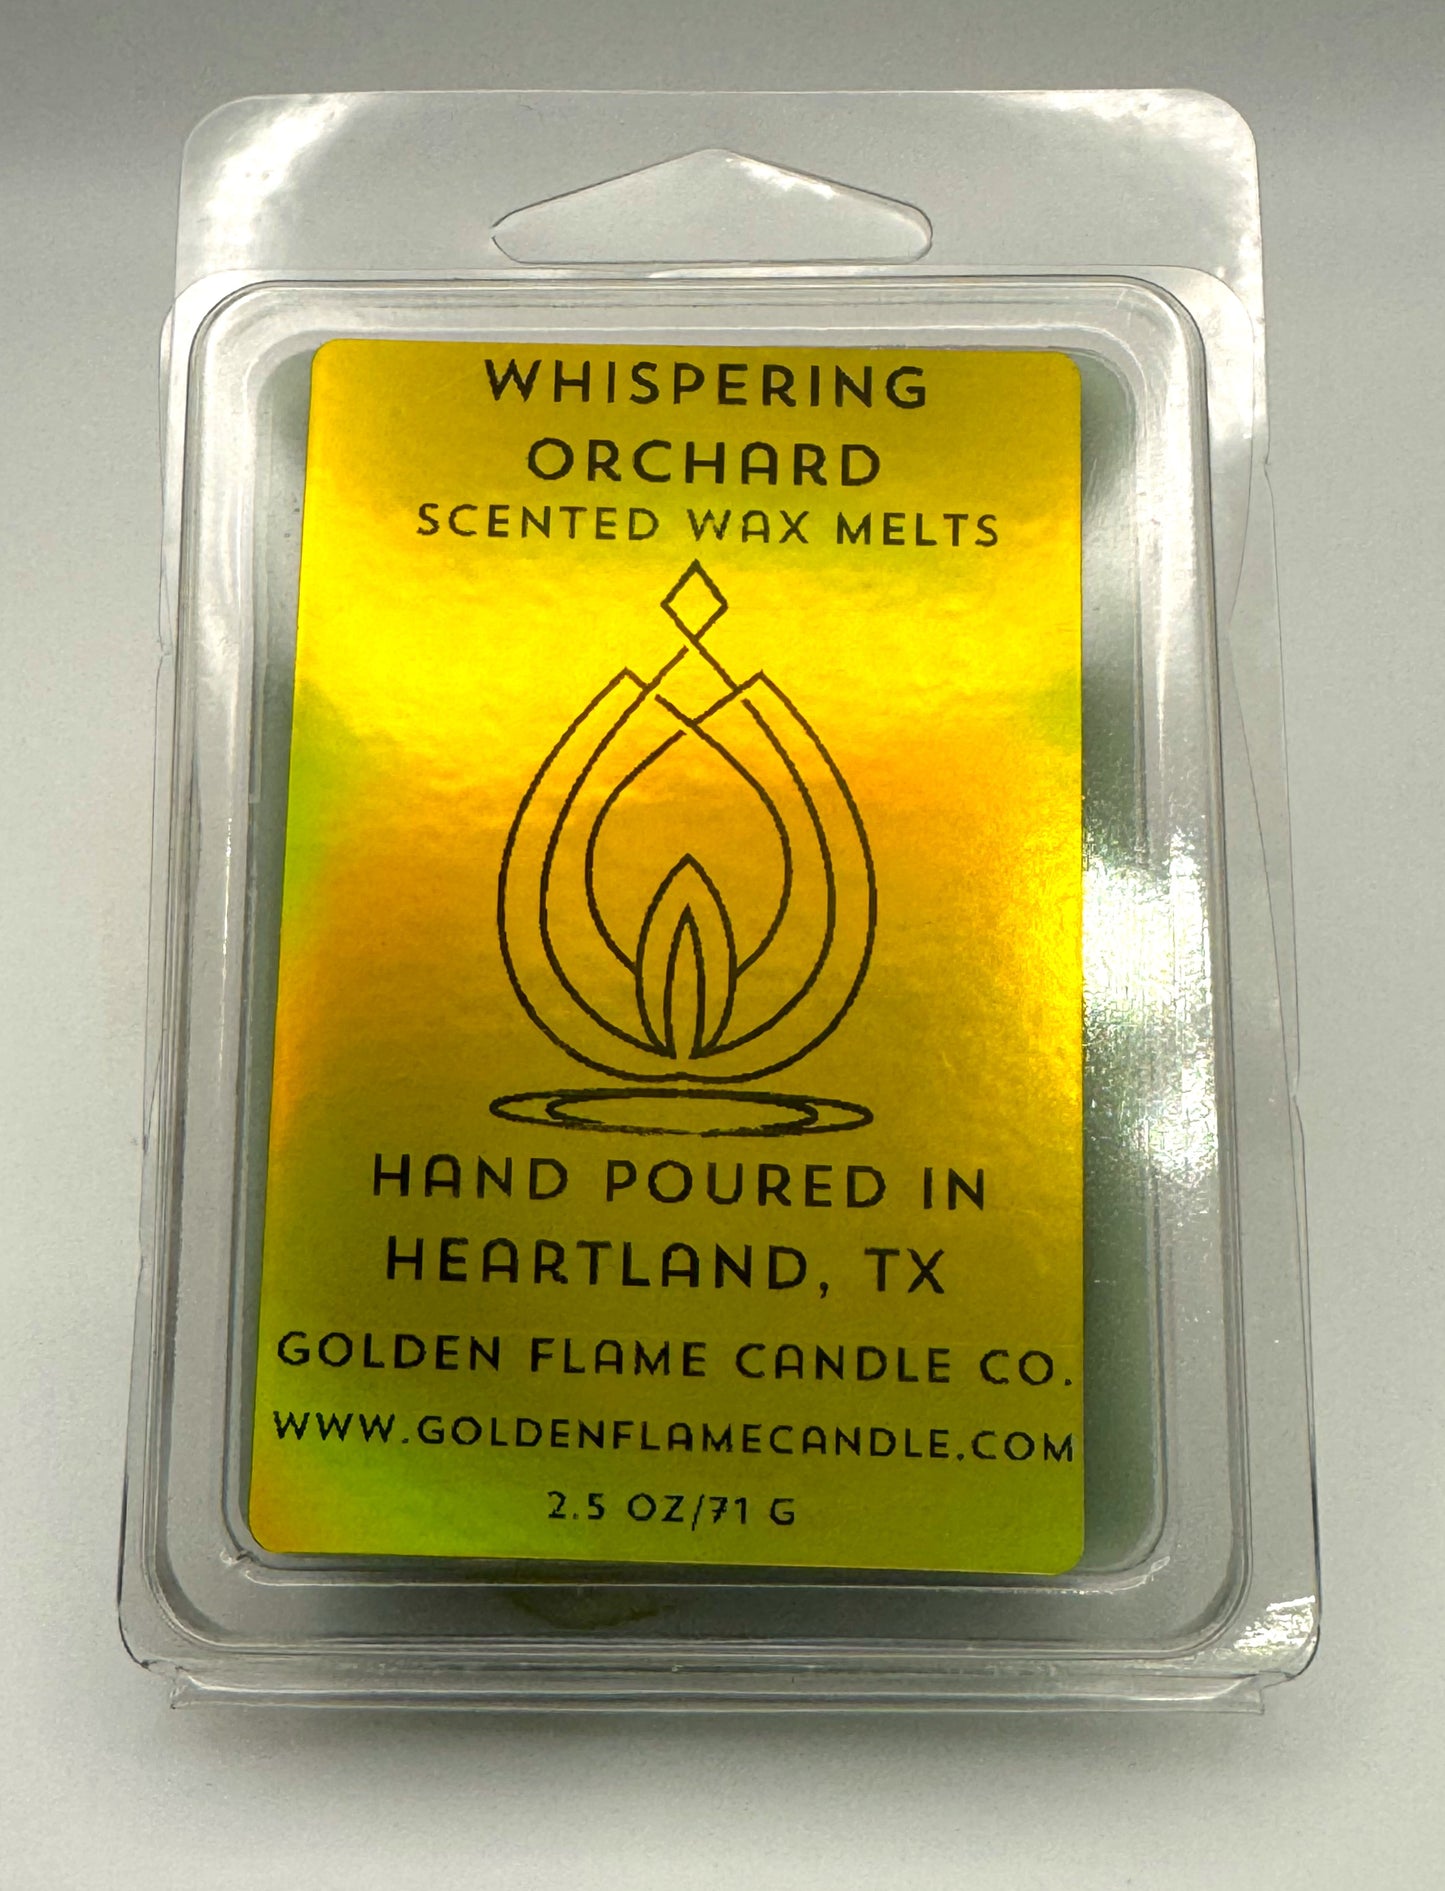 WHISPERING
ORCHARD
SCENTED WAX MELTS
HAND POURED IN
HEARTLAND, TX
GOLDEN FLAME CANDLE CO.
WWW.GOLDENFLAMECANDLE.COM
2.5 OZ/71 G